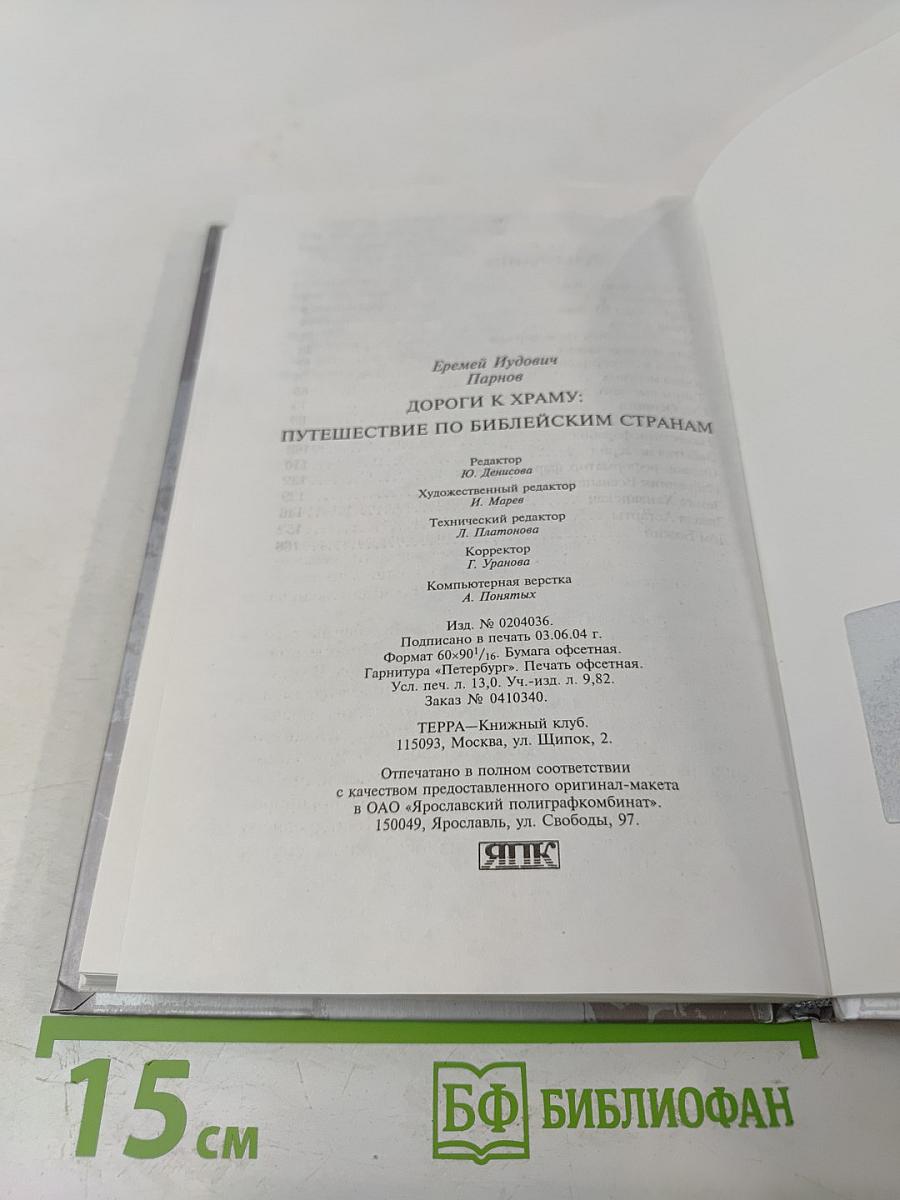 Еремей Иудович
Парнов
ДОРОГИ К ХРАМУ:
ПУТЕШЕСТВИЕ ПО БИБЛЕЙСКИМ СТРАНАМ
Редактор
Ю. Денисова
Художественный редактор
И. Марев
Технический редактор
Л. Платонова
Корректор
Г. Уранова
Компьютерная верстка
А. Понятых
Изд. № 0204036.
Подписано в печать 03.06.04 г.
Формат 60×90¹/₁₆. Бумага офсетная.
Гарнитура «Петербург». Печать офсетная.
Усл. печ. л. 13,0. Уч.-изд. л. 9,82.
Заказ № 0410340.
ТЕРРА—Книжный клуб.
115093, Москва, ул. Щипок, 2.
Отпечатано в полном соответствии
с качеством предоставленного оригинал-макета
в ОАО «Ярославский полиграфкомбинат».
150049, Ярославль, ул. Свободы, 97.
ЯПК
15 см
БФ БИБЛИОФАН